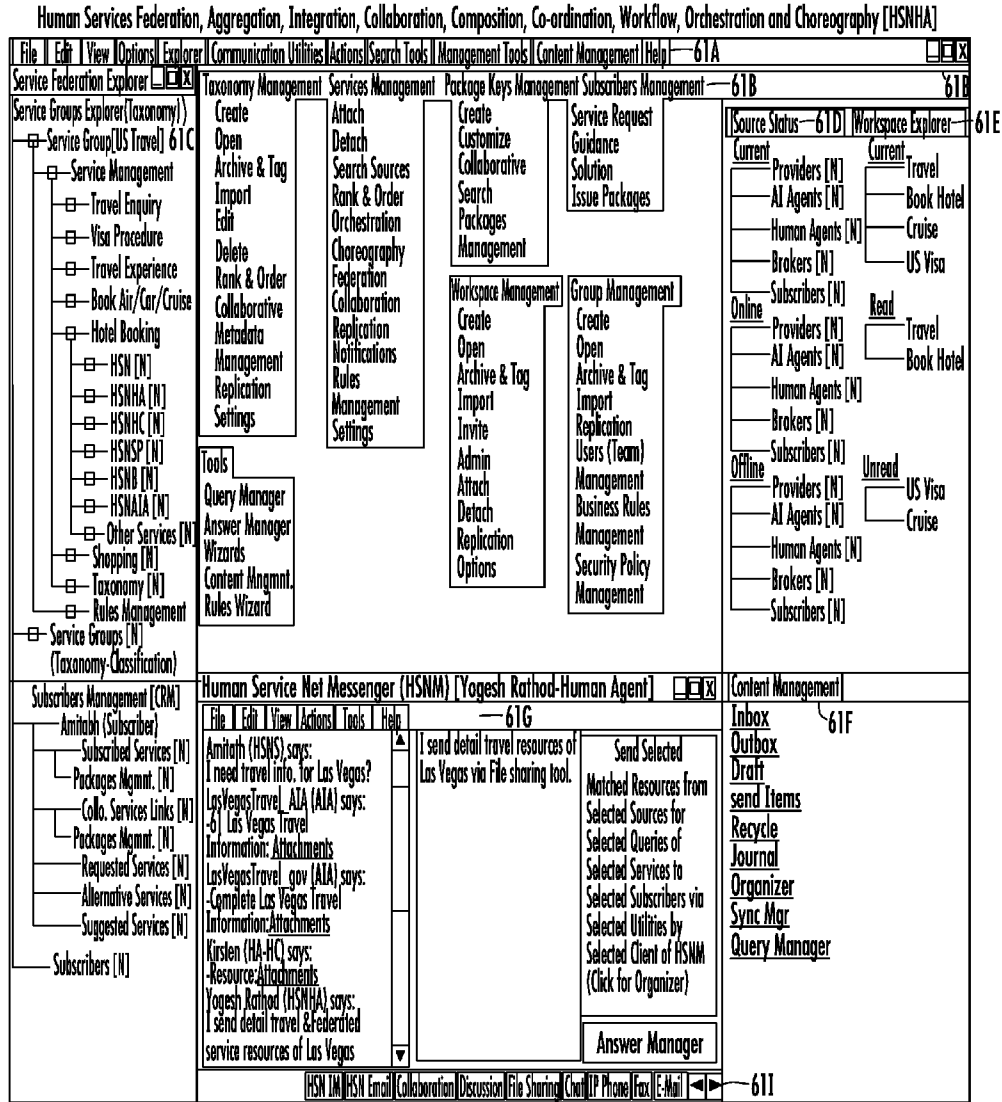 Human Services Federation, Aggregation, Integration, Collaboration, Composition, Co-ordination, Workflow, Orchestration and Choreography [HSNHA]
File Edit View Options Explorer Communication Utilities Actions Search Tools Management Tools Content Management Help 61A
Service Federation Explorer
Service Groups Explorer(Taxonomy))
Service Group[US Travel] 61C
Service Management
Travel Enquiry
Visa Procedure
Travel Experience
Book Air/Car/Cruise
Hotel Booking
HSN [N]
HSNHA [N]
HSNHC [N]
HSNSP [N]
HSNB [N]
HSNAIA [N]
Other Services [N]
Shopping [N]
Taxonomy [N]
Rules Management
Service Groups [N]
(Taxonomy-Classification)
Taxonomy Management
Create
Open
Archive & Tag
Import
Edit
Delete
Rank & Order
Collaborative
Metadata
Management
Replication
Settings
Services Management
Attach
Detach
Search Sources
Rank & Order
Orchestration
Choreography
Federation
Collaboration
Replication
Notifications
Rules
Management
Settings
Package Keys Management
Create
Customize
Collaborative
Search
Packages
Management
Subscribers Management 61B
Service Request
Guidance
Solution
Issue Packages
61B
Tools
Query Manager
Answer Manager
Wizards
Content Mngmnt.
Rules Wizard
Workspace Management
Create
Open
Archive & Tag
Import
Invite
Admin
Attach
Detach
Replication
Options
Group Management
Create
Open
Archive & Tag
Import
Replication
Users (Team)
Management
Business Rules
Management
Security Policy
Management
Source Status 61D
Current
Providers [N]
AI Agents [N]
Human Agents [N]
Brokers [N]
Subscribers [N]
Online
Providers [N]
AI Agents [N]
Human Agents [N]
Brokers [N]
Subscribers [N]
Offline
Providers [N]
AI Agents [N]
Human Agents [N]
Brokers [N]
Subscribers [N]
Workspace Explorer 61E
Current
Travel
Book Hotel
Cruise
US Visa
Read
Travel
Book Hotel
Unread
US Visa
Cruise
Subscribers Management [CRM]
Amitabh (Subscriber)
Subscribed Services [N]
Packages Mgmnt. [N]
Collo. Services Links [N]
Packages Mgmnt. [N]
Requested Services [N]
Alternative Services [N]
Suggested Services [N]
Subscribers [N]
Human Service Net Messenger (HSNM) [Yogesh Rathod-Human Agent]
File Edit View Actions Tools Help 61G
Amitath (HSNS) says:
I need travel info. for Las Vegas?
LasVegasTravel_AIA (AIA) says:
-61 Las Vegas Travel
Information: Attachments
LasVegasTravel_gov (AIA) says:
-Complete Las Vegas Travel
Information:Attachments
Kirsten (HA-HC) says:
-Resource:Attachments
Yogesh Rathod (HSNHA) says:
I send detail travel &Federated
service resources of Las Vegas
I send detail travel resources of
Las Vegas via File sharing tool.
Send Selected
Matched Resources from
Selected Sources for
Selected Queries of
Selected Services to
Selected Subscribers via
Selected Utilities by
Selected Client of HSNM
(Click for Organizer)
Answer Manager
HSN IM HSN Email Collaboration Discussion File Sharing Chat IP Phone Fax E-Mail 61I
Content Management
61F
Inbox
Outbox
Draft
send Items
Recycle
Journal
Organizer
Sync Mgr
Query Manager